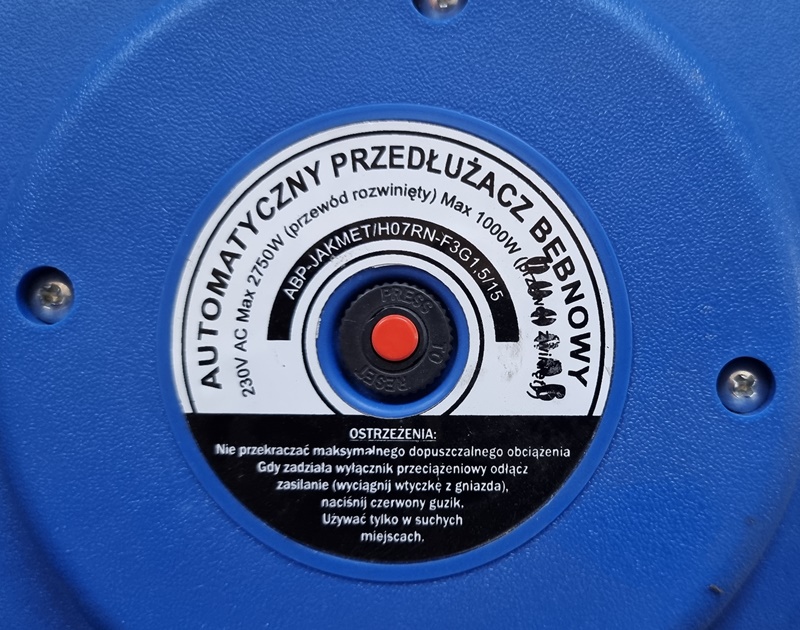 AUTOMATYCZNY PRZEDŁUŻACZ BĘBNOWY
230V AC Max 2750W (przewód rozwinięty) Max 1000W (przewód zwinięty)
ABP-JAKMET/H07RN-F3G1,5/15
PRESS
TO
RESET
OSTRZEŻENIA:
Nie przekraczać maksymalnego dopuszczalnego obciążenia
Gdy zadziała wyłącznik przeciążeniowy odłącz
zasilanie (wyciągnij wtyczkę z gniazda),
naciśnij czerwony guzik.
Używać tylko w suchych
miejscach.